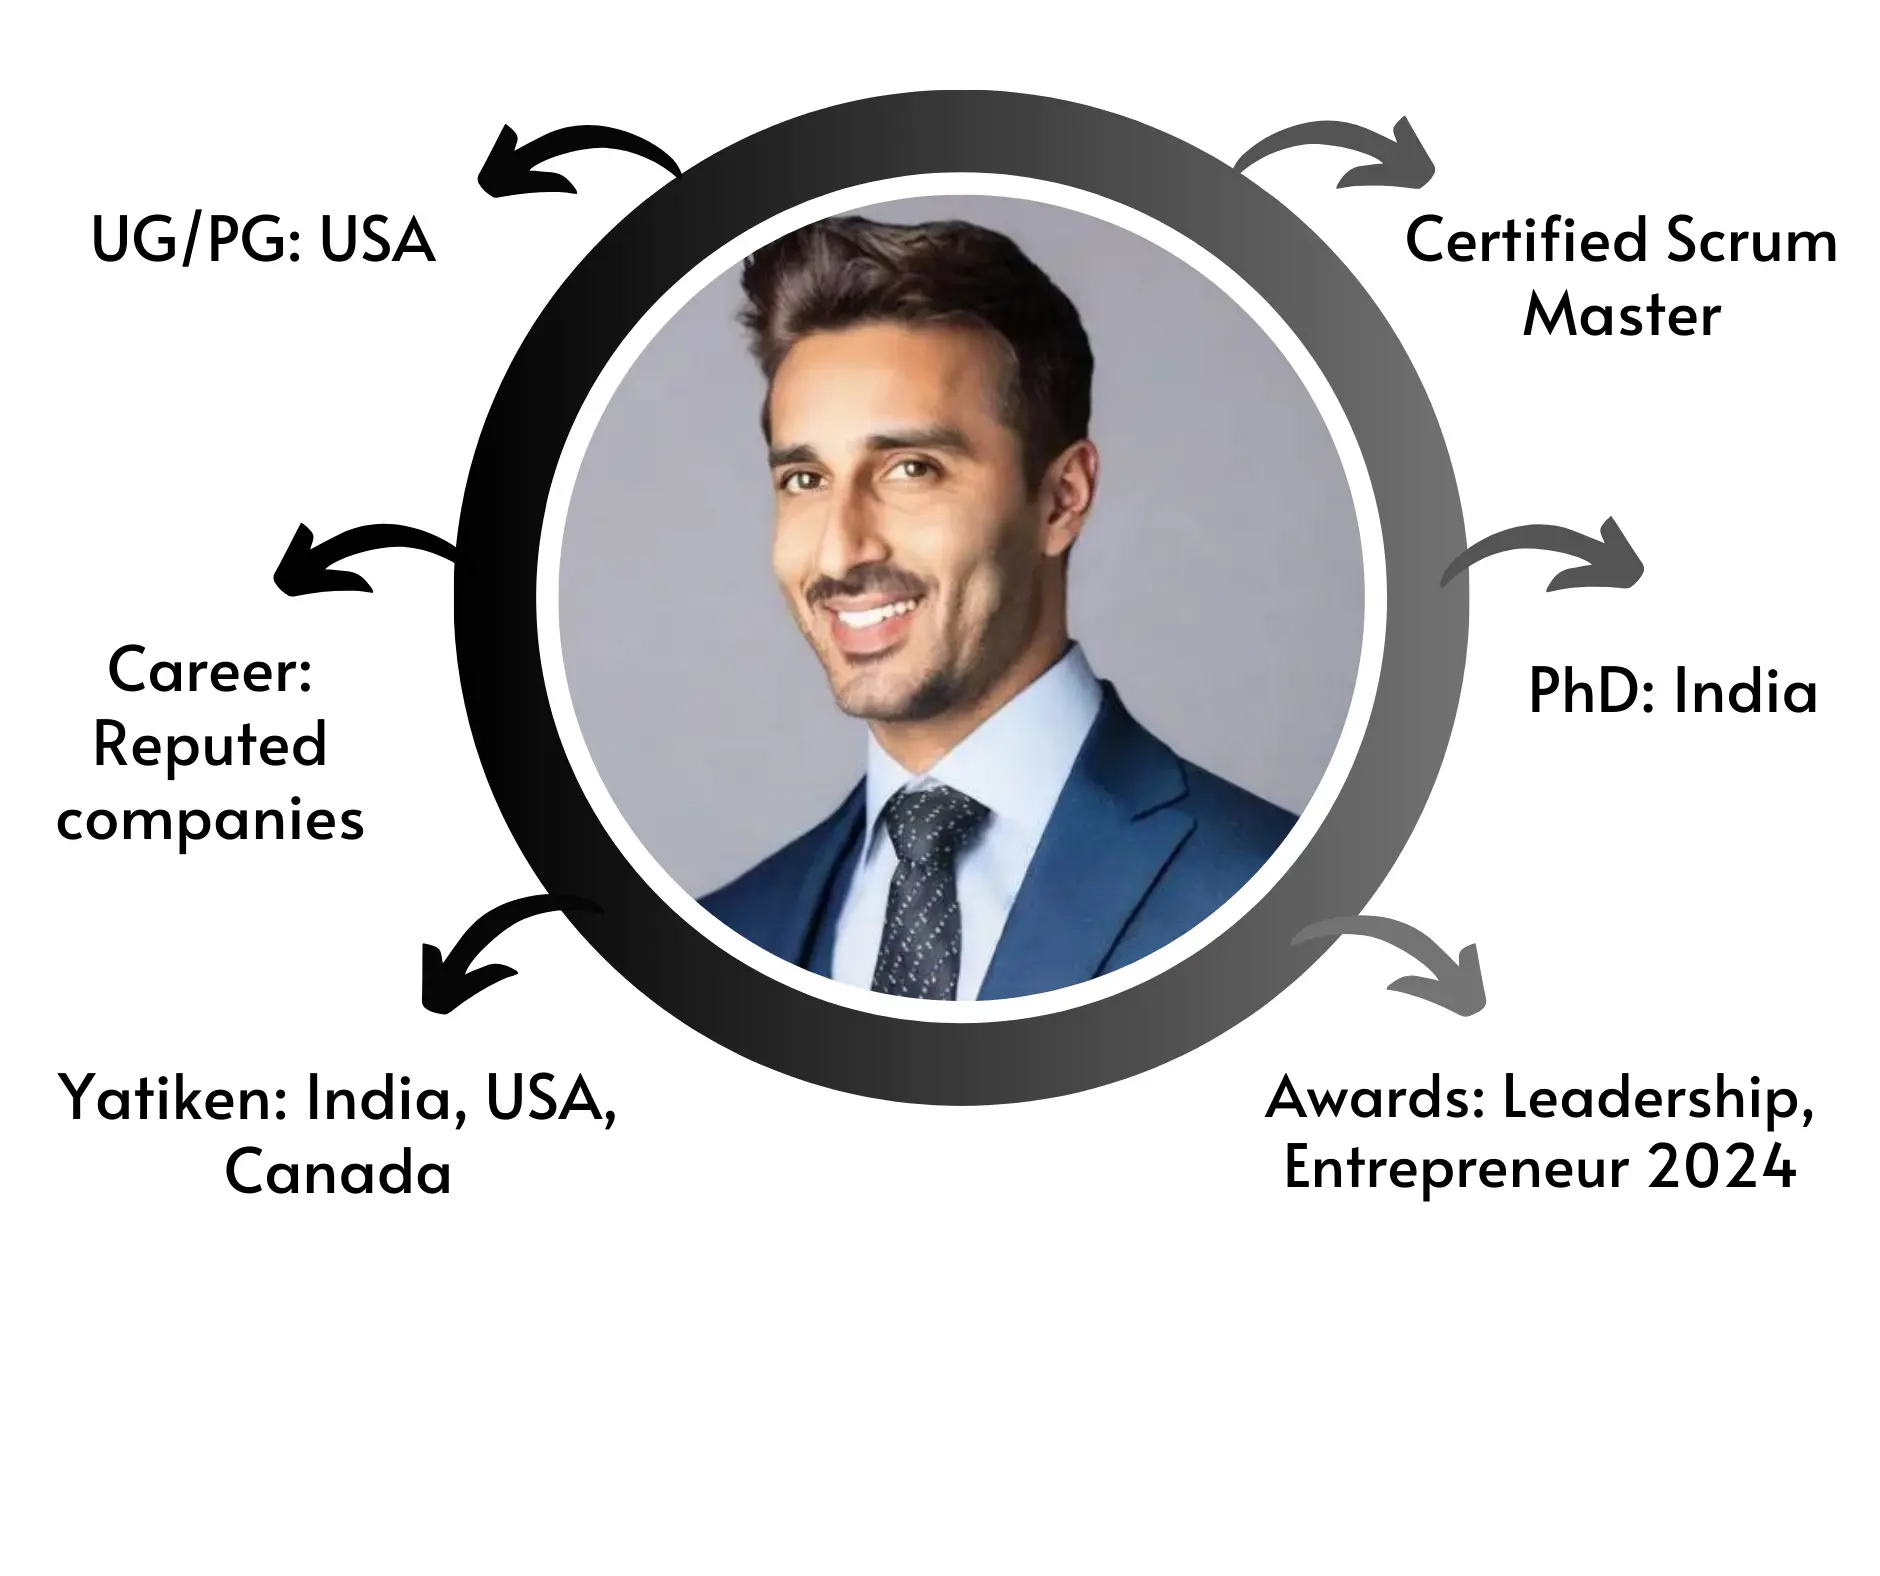 UG/PG: USA
Certified Scrum
Master
Career:
Reputed
companies
PhD: India
Yatiken: India, USA,
Canada
Awards: Leadership,
Entrepreneur 2024